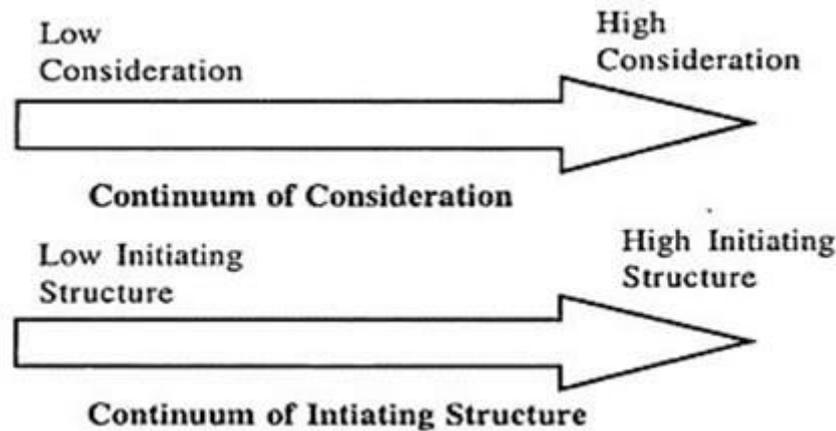 Low
Consideration
High
Consideration
Continuum of Consideration
Low Initiating
Structure
High Initiating
Structure
Continuum of Intiating Structure